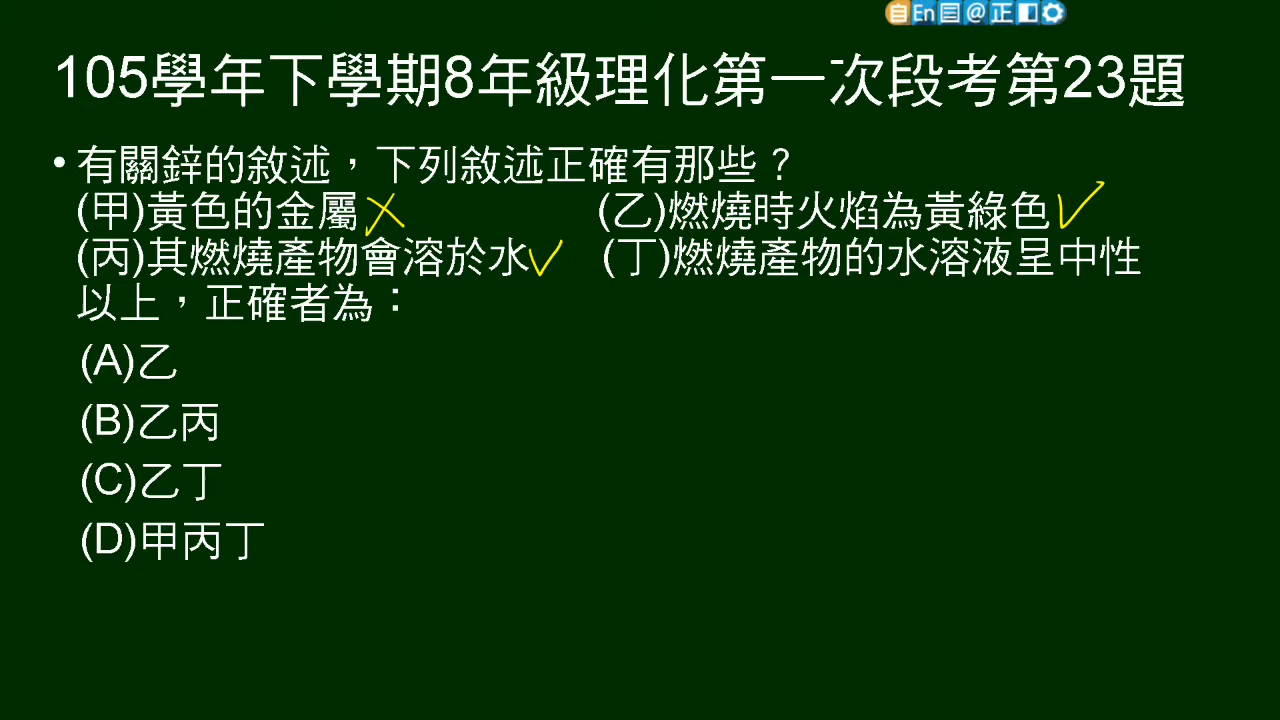 自En@正
105學年下學期8年級理化第一次段考第23題
•有關鋅的敘述，下列敘述正確有那些？
(甲)黃色的金屬 (乙)燃燒時火焰為黃綠色
(丙)其燃燒產物會溶於水 (丁)燃燒產物的水溶液呈中性
以上，正確者為：
(A)乙
(B)乙丙
(C)乙丁
(D)甲丙丁